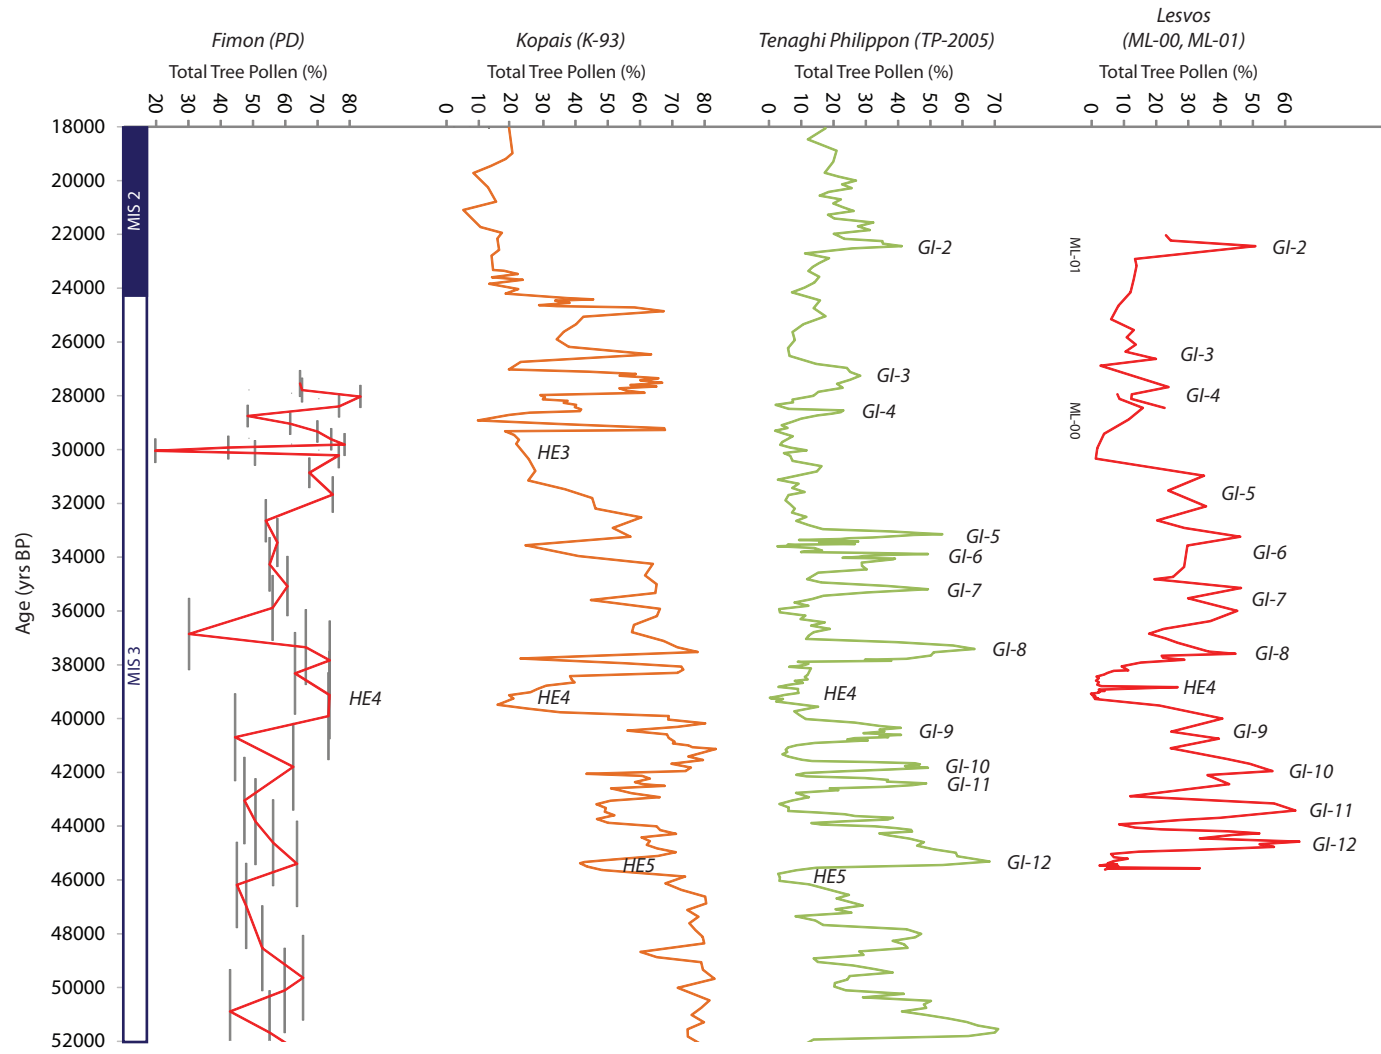 Fimon (PD)
Kopais (K-93)
Tenaghi Philippon (TP-2005)
Lesvos
(ML-00, ML-01)
Total Tree Pollen (%)
Total Tree Pollen (%)
Total Tree Pollen (%)
Total Tree Pollen (%)
20 30 40 50 60 70 80
0 10 20 30 40 50 60 70 80
0 10 20 30 40 50 60 70
0 10 20 30 40 50 60
Age (yrs BP)
18000
20000
22000
24000
26000
28000
30000
32000
34000
36000
38000
40000
42000
44000
46000
48000
50000
52000
MIS 2
MIS 3
HE4
HE3
HE4
HE5
GI-2
GI-3
GI-4
GI-5
GI-6
GI-7
GI-8
HE4
GI-9
GI-10
GI-11
GI-12
HE5
ML-01
ML-00
GI-2
GI-3
GI-4
GI-5
GI-6
GI-7
GI-8
HE4
GI-9
GI-10
GI-11
GI-12